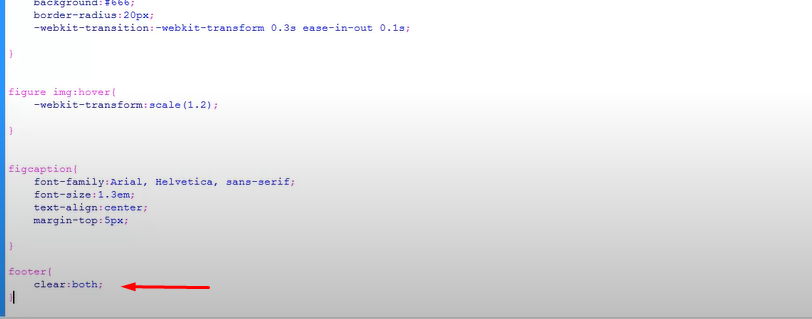 background:#666;
border-radius:20px;
-webkit-transition:-webkit-transform 0.3s ease-in-out 0.1s;
}
figure img:hover{
-webkit-transform:scale(1.2);
}
figcaption{
font-family:Arial, Helvetica, sans-serif;
font-size:1.3em;
text-align:center;
margin-top:5px;
}
footer{
clear:both;
}